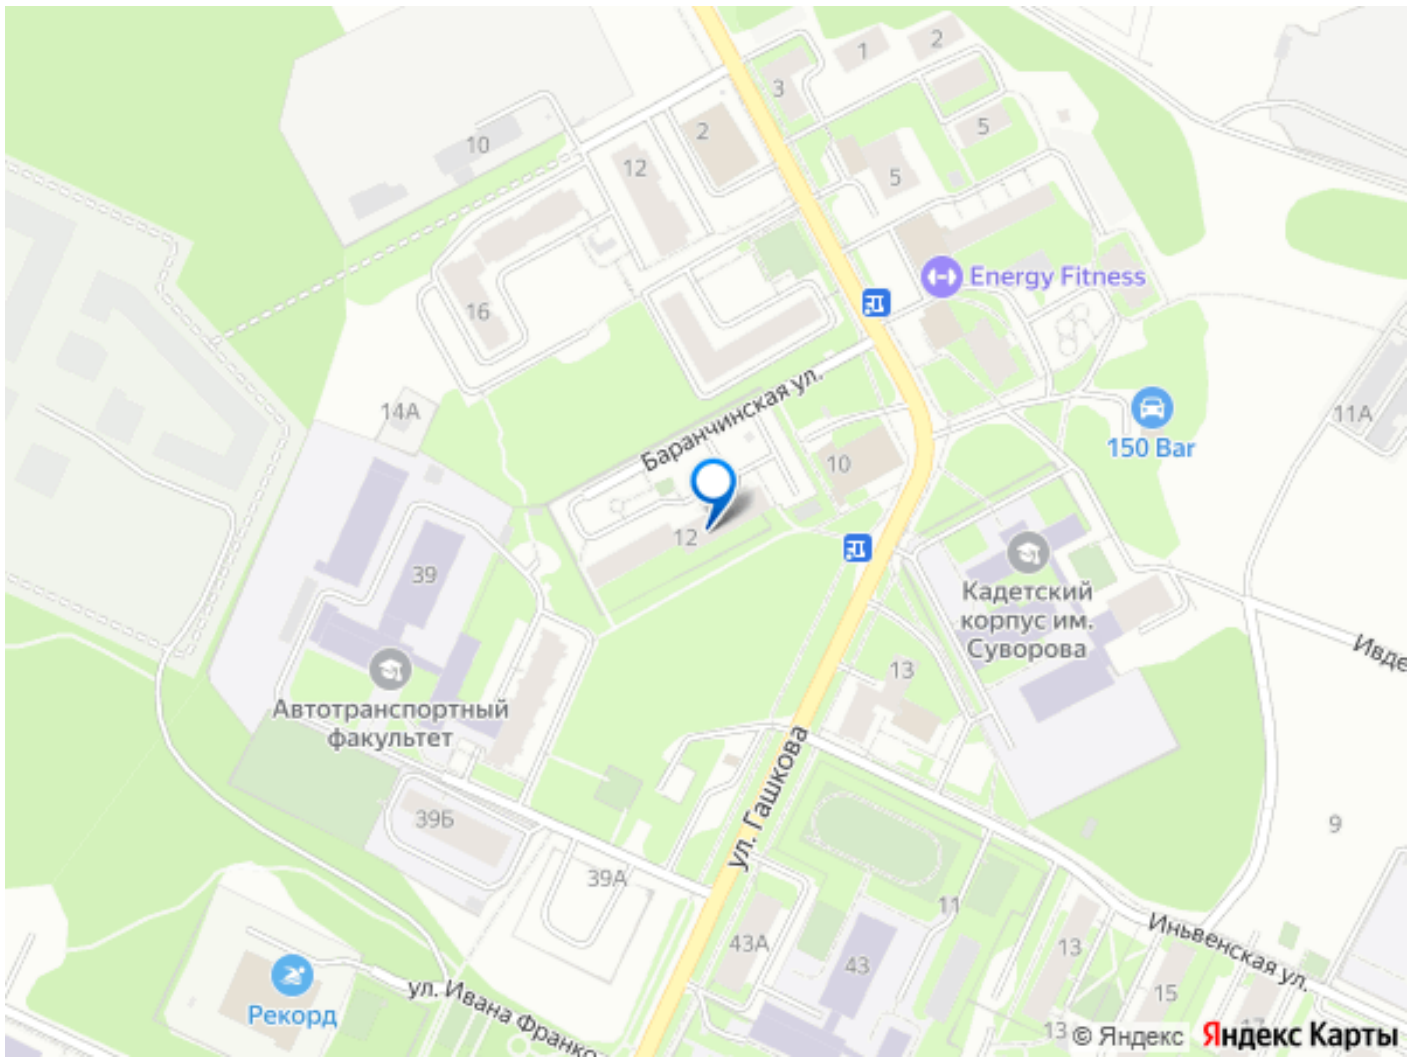 1
2
3
10
2
5
12
5
Energy Fitness
16
14А
Баранчинская ул.
11А
150 Bar
10
12
39
Кадетский
корпус им.
Суворова
Ивде
13
Автотранспортный
факультет
ул. Гашкова
39Б
9
39А
11
43А
13
Иньвенская ул.
43
15
ул. Ивана Франко
Рекорд
13
17
© Яндекс
Яндекс Карты